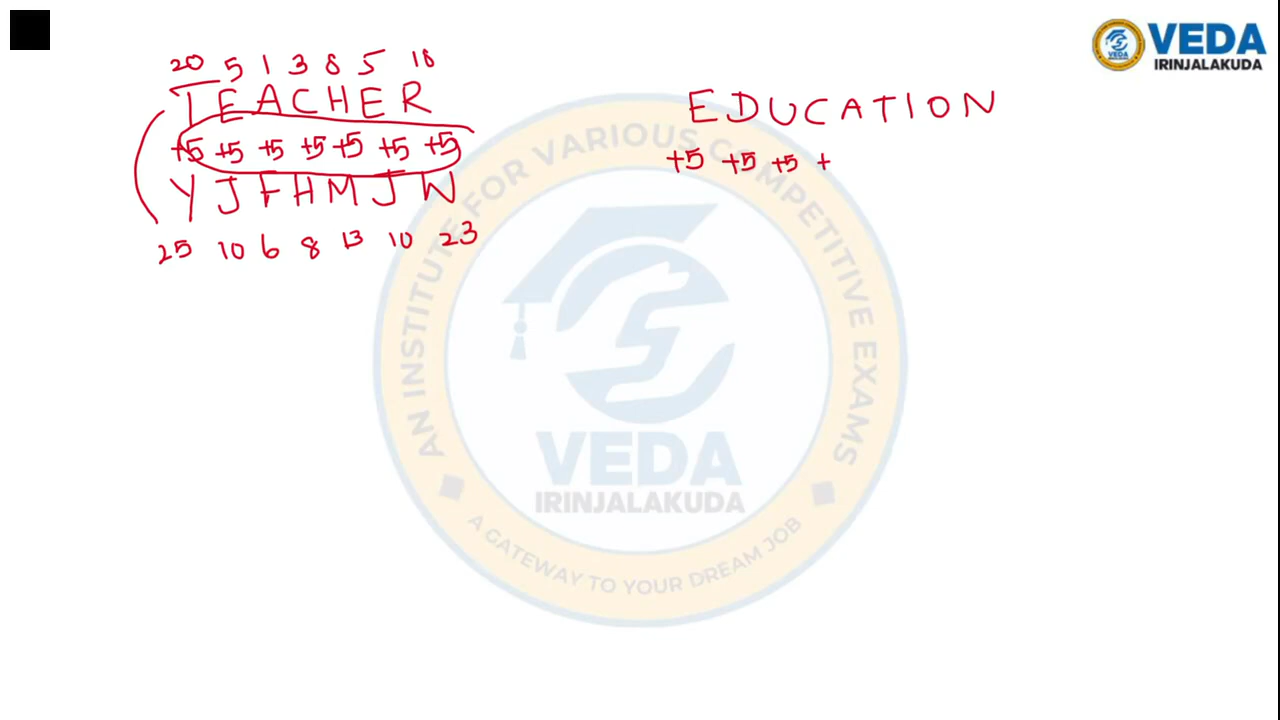 VEDA
IRINJALAKUDA
20 5 1 3 8 5 18
TEACHER
+5 +5 +5 +5 +5 +5 +5
YJFHMJW
25 10 6 8 13 10 23
EDUCATION
+5 +5 +5 +
AN INSTITUTE FOR VARIOUS COMPETITIVE EXAMS
VEDA
IRINJALAKUDA
A GATEWAY TO YOUR DREAM JOB